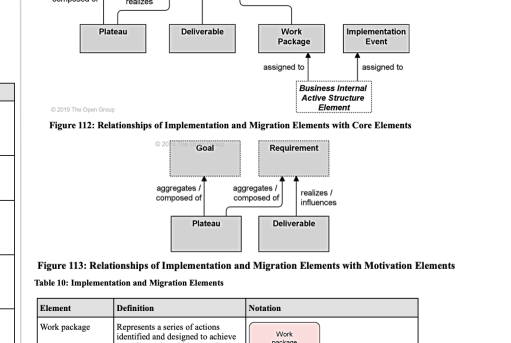 composed of
realizes
Plateau
Deliverable
Work
Package
Implementation
Event
assigned to
assigned to
Business Internal
Active Structure
Element
© 2019 The Open Group
Figure 112: Relationships of Implementation and Migration Elements with Core Elements
© 20
Goal
Requirement
aggregates /
composed of
aggregates /
composed of
realizes /
influences
Plateau
Deliverable
Figure 113: Relationships of Implementation and Migration Elements with Motivation Elements
Table 10: Implementation and Migration Elements
Element
Definition
Notation
Work package
Represents a series of actions
identified and designed to achieve
Work
package